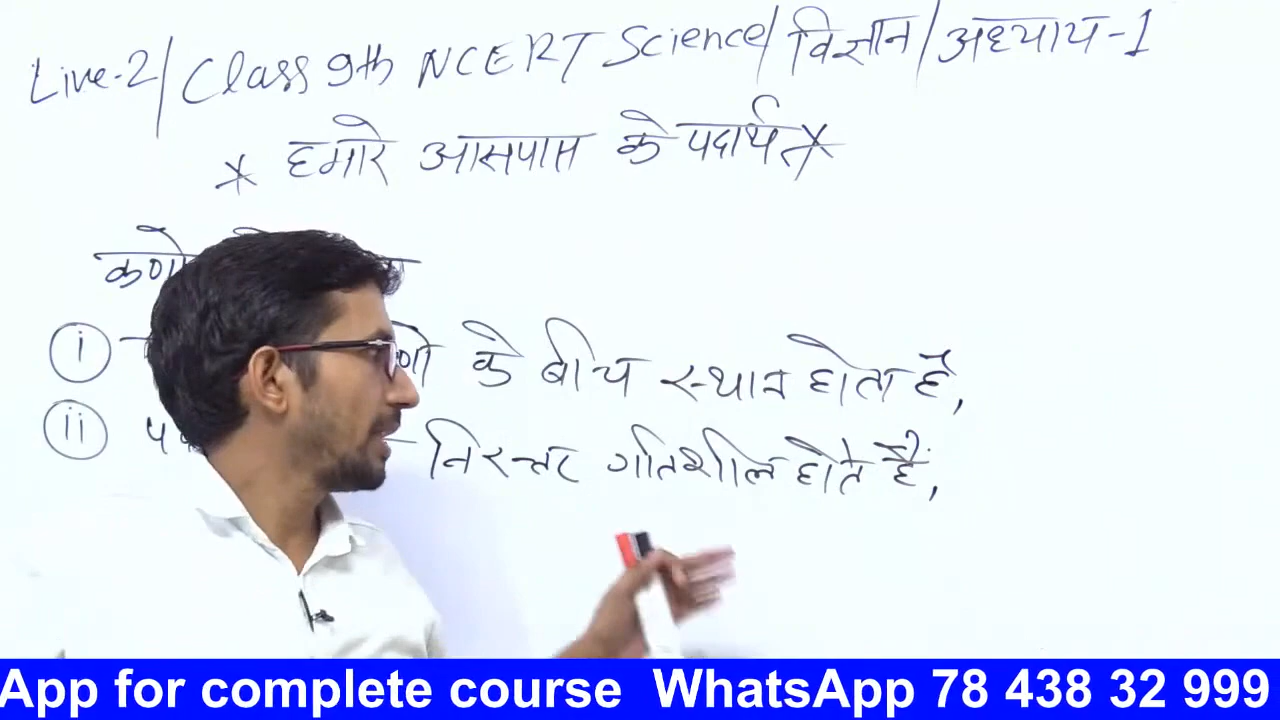 Live-2/Class 9th NCERT Science/विज्ञान/अध्याय-1
* हमारे आसपास के पदार्थ *
i के बीच स्थान होता है,
ii निरन्तर गतिशील होते हैं,
App for complete course WhatsApp 78 438 32 999